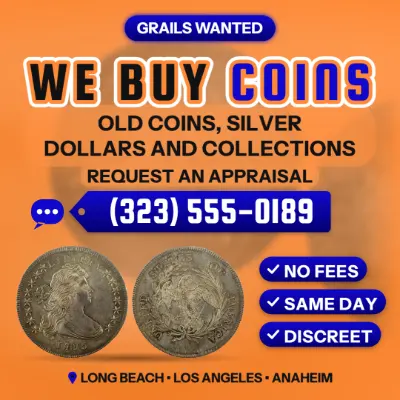 GRAILS WANTED
WE BUY COINS
OLD COINS, SILVER
DOLLARS AND COLLECTIONS
REQUEST AN APPRAISAL
(323) 555-0189
NO FEES
SAME DAY
DISCREET
LONG BEACH • LOS ANGELES • ANAHEIM